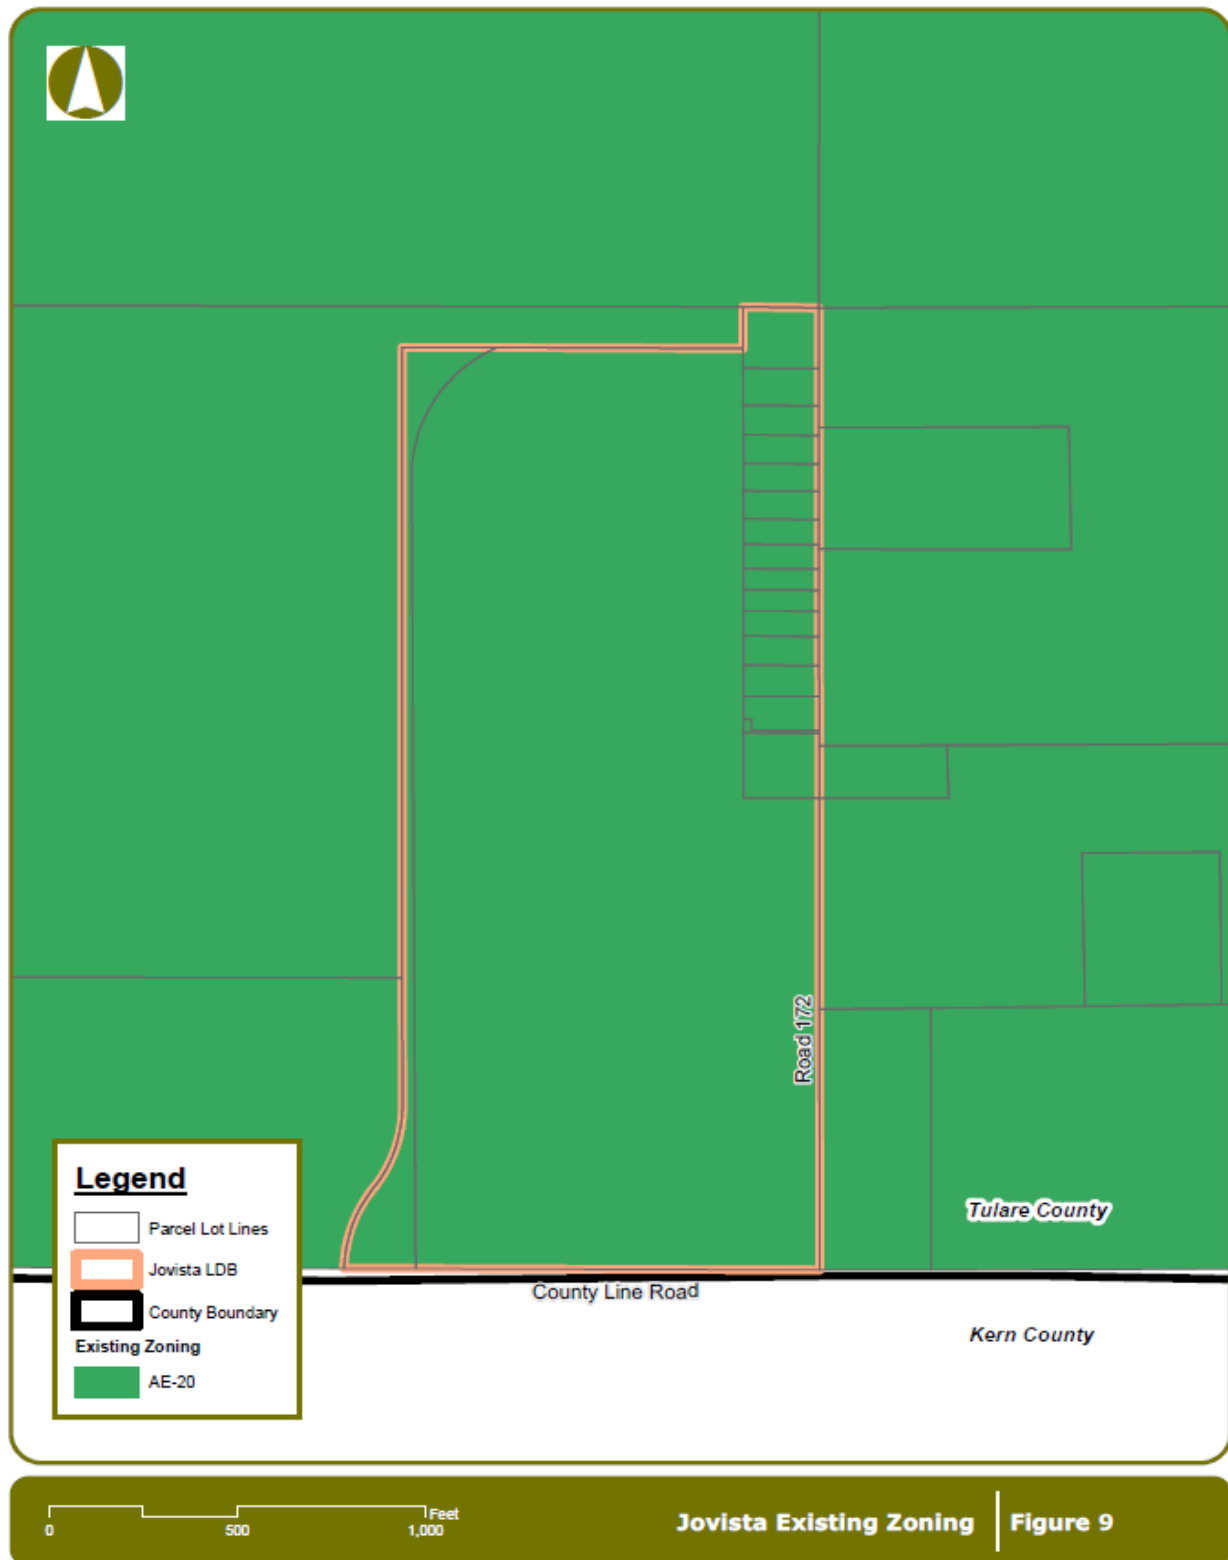 Road 172
Tulare County
County Line Road
Kern County
Legend
Parcel Lot Lines
Jovista LDB
County Boundary
Existing Zoning
AE-20
Feet
0 500 1,000
Jovista Existing Zoning Figure 9